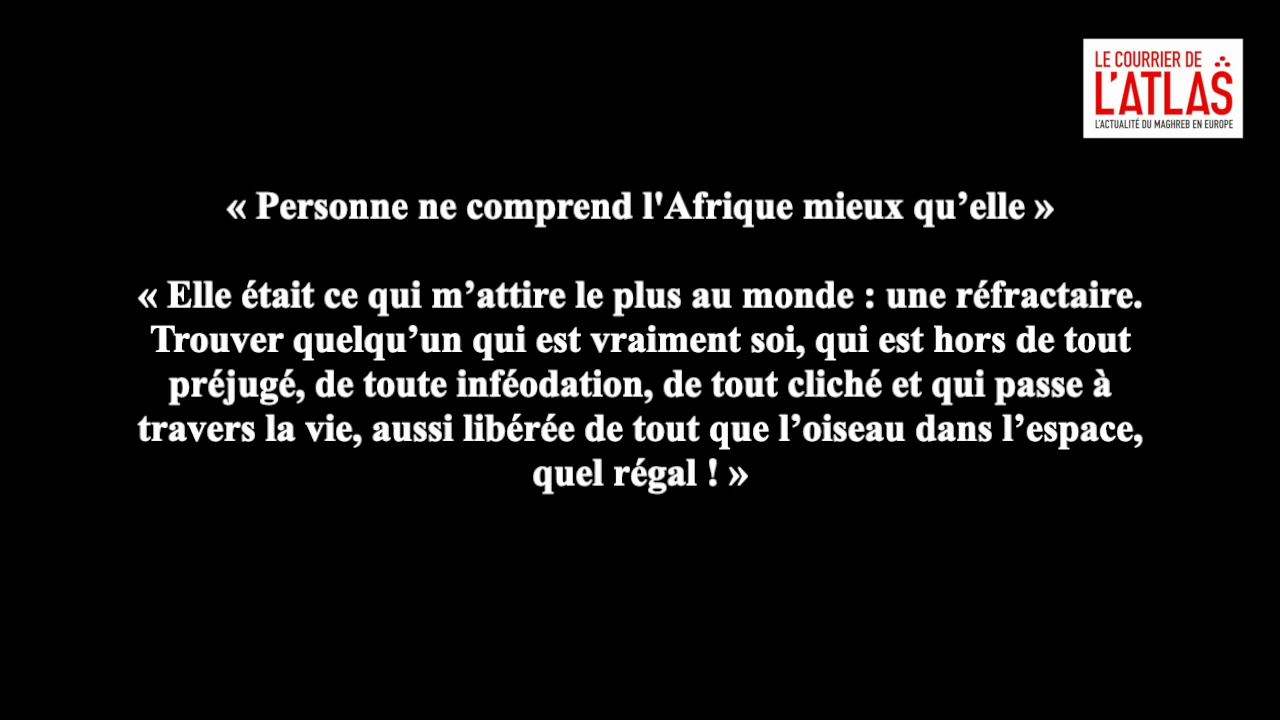 LE COURRIER DE
L'ATLAS
L'ACTUALITÉ DU MAGHREB EN EUROPE
« Personne ne comprend l'Afrique mieux qu’elle »
« Elle était ce qui m’attire le plus au monde : une réfractaire.
Trouver quelqu’un qui est vraiment soi, qui est hors de tout
préjugé, de toute inféodation, de tout cliché et qui passe à
travers la vie, aussi libérée de tout que l’oiseau dans l’espace,
quel régal ! »